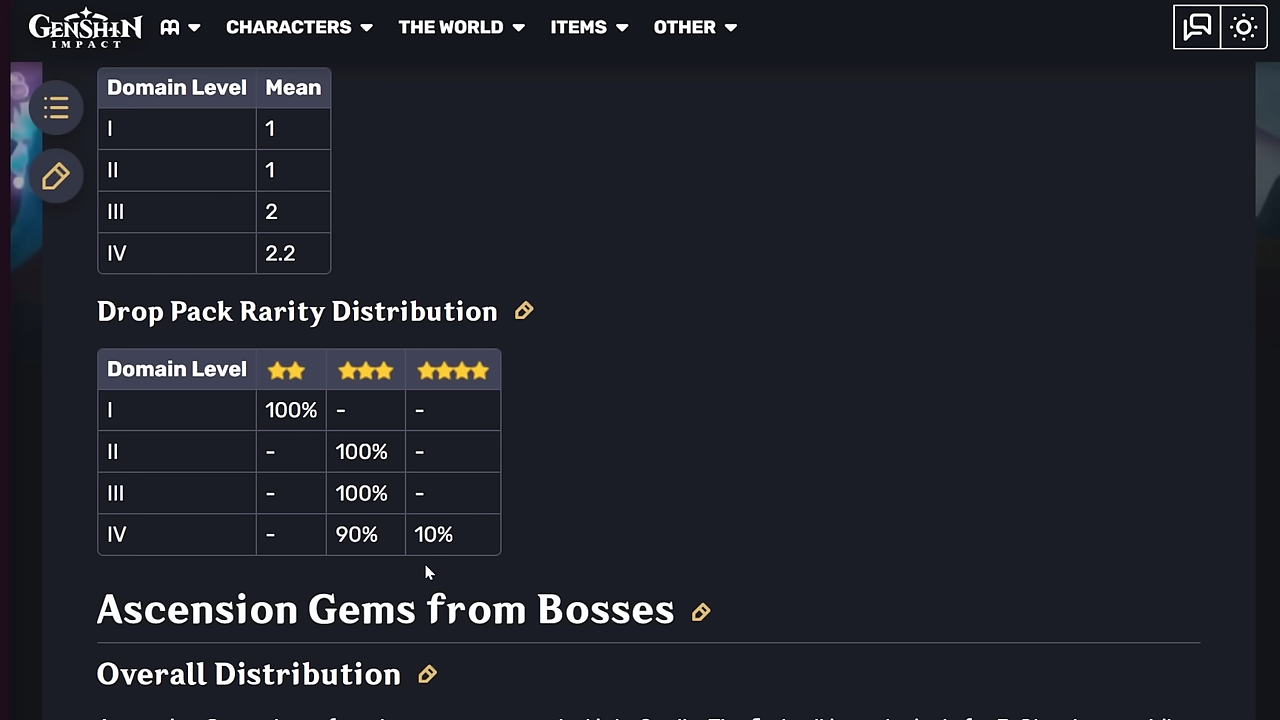 GENSHIN
IMPACT
CHARACTERS THE WORLD ITEMS OTHER
Domain Level Mean
I 1
II 1
III 2
IV 2.2
Drop Pack Rarity Distribution
Domain Level
I 100% - -
II - 100% -
III - 100% -
IV - 90% 10%
Ascension Gems from Bosses
Overall Distribution